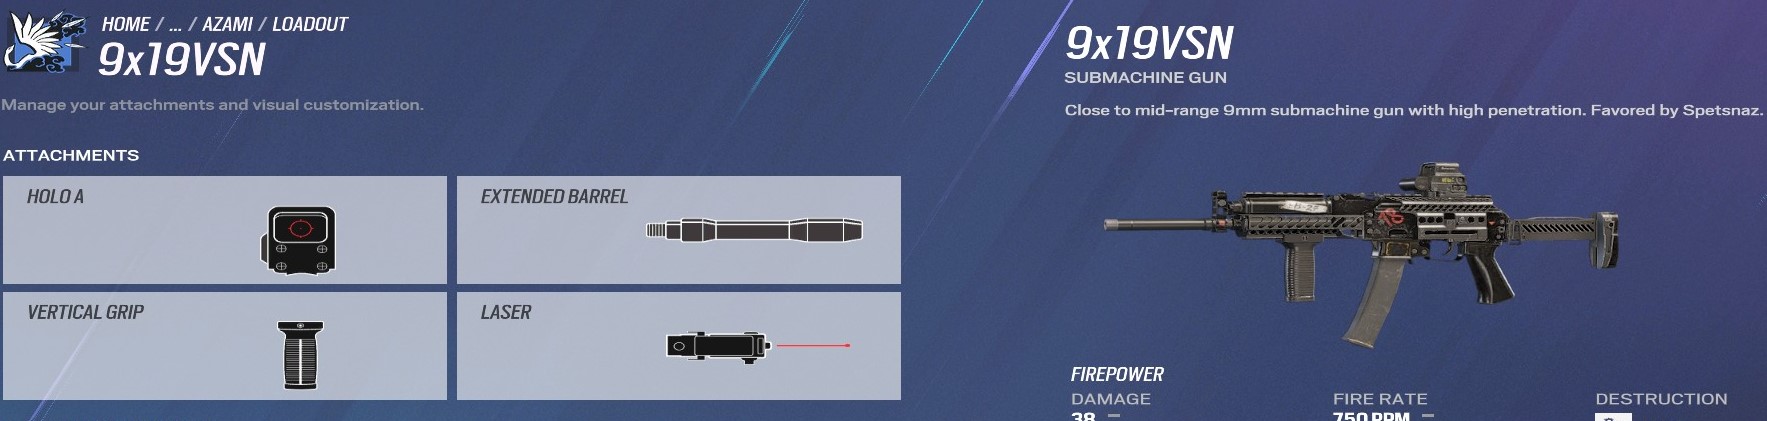 HOME / ... / AZAMI / LOADOUT
9x19VSN
Manage your attachments and visual customization.
ATTACHMENTS
HOLO A
EXTENDED BARREL
VERTICAL GRIP
LASER
9x19VSN
SUBMACHINE GUN
Close to mid-range 9mm submachine gun with high penetration. Favored by Spetsnaz.
FIREPOWER
DAMAGE FIRE RATE DESTRUCTION
38 – 750 RPM –